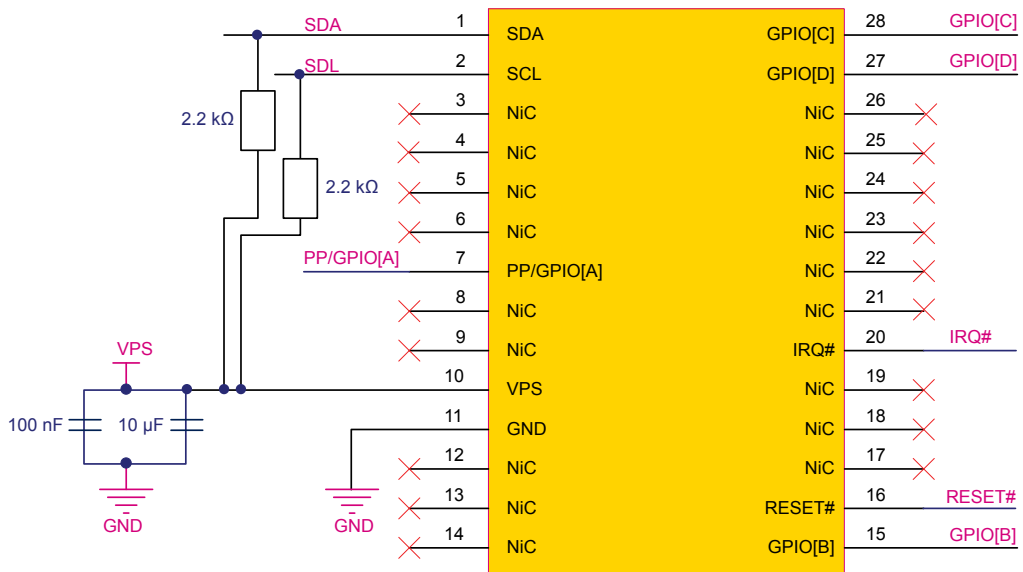 SDA 1 SDA GPIO[C] 28 GPIO[C]
SDL 2 SCL GPIO[D] 27 GPIO[D]
3 NiC NiC 26
2.2 kΩ
4 NiC NiC 25
5 NiC NiC 24
2.2 kΩ
6 NiC NiC 23
PP/GPIO[A] 7 PP/GPIO[A] NiC 22
8 NiC NiC 21
9 NiC IRQ# 20 IRQ#
VPS
10 VPS NiC 19
100 nF 10 µF 11 GND NiC 18
12 NiC NiC 17
13 NiC RESET# 16 RESET#
GND GND
14 NiC GPIO[B] 15 GPIO[B]